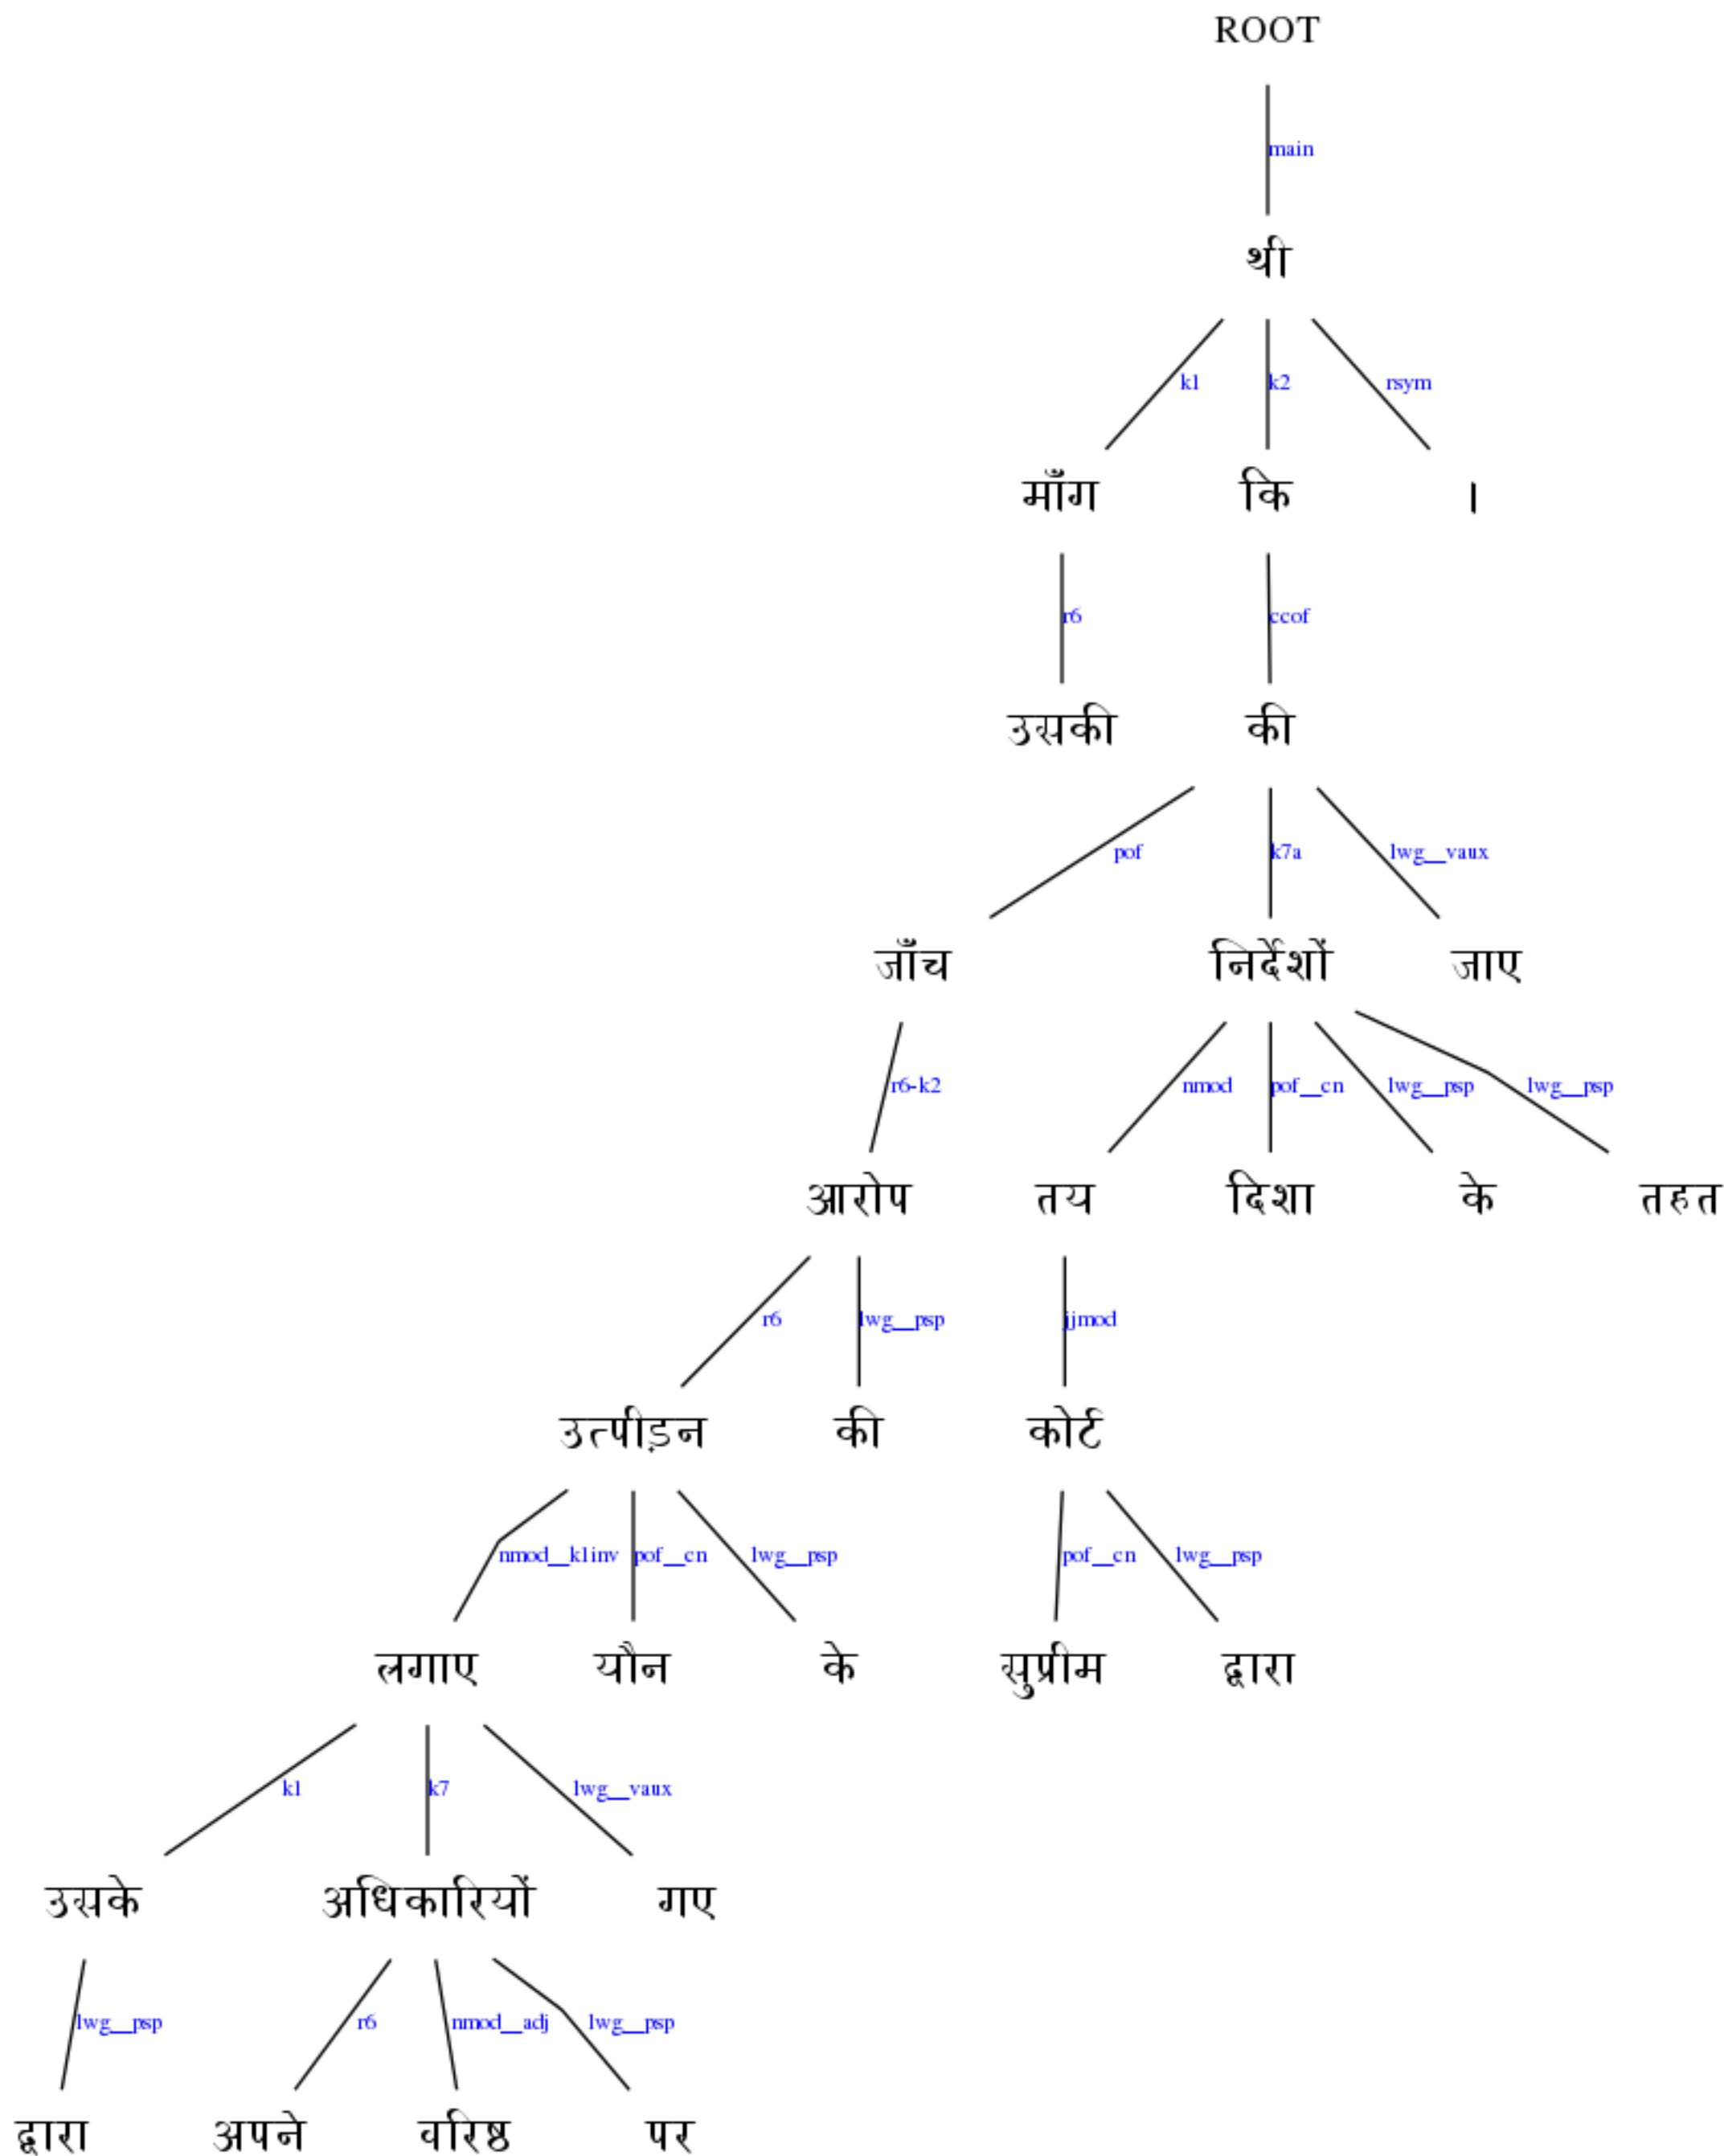 ROOT
main
थी
k1 k2 rsym
माँग कि ।
r6 ccof
उसकी की
pof k7a lwg__vaux
जाँच निर्देशों जाए
r6-k2 nmod pof__cn lwg__psp lwg__psp
आरोप तय दिशा के तहत
r6 lwg__psp jjmod
उत्पीड़न की कोर्ट
nmod__k1inv pof__cn lwg__psp pof__cn lwg__psp
लगाए यौन के सुप्रीम द्वारा
k1 k7 lwg__vaux
उसके अधिकारियों गए
lwg__psp r6 nmod__adj lwg__psp
द्वारा अपने वरिष्ठ पर